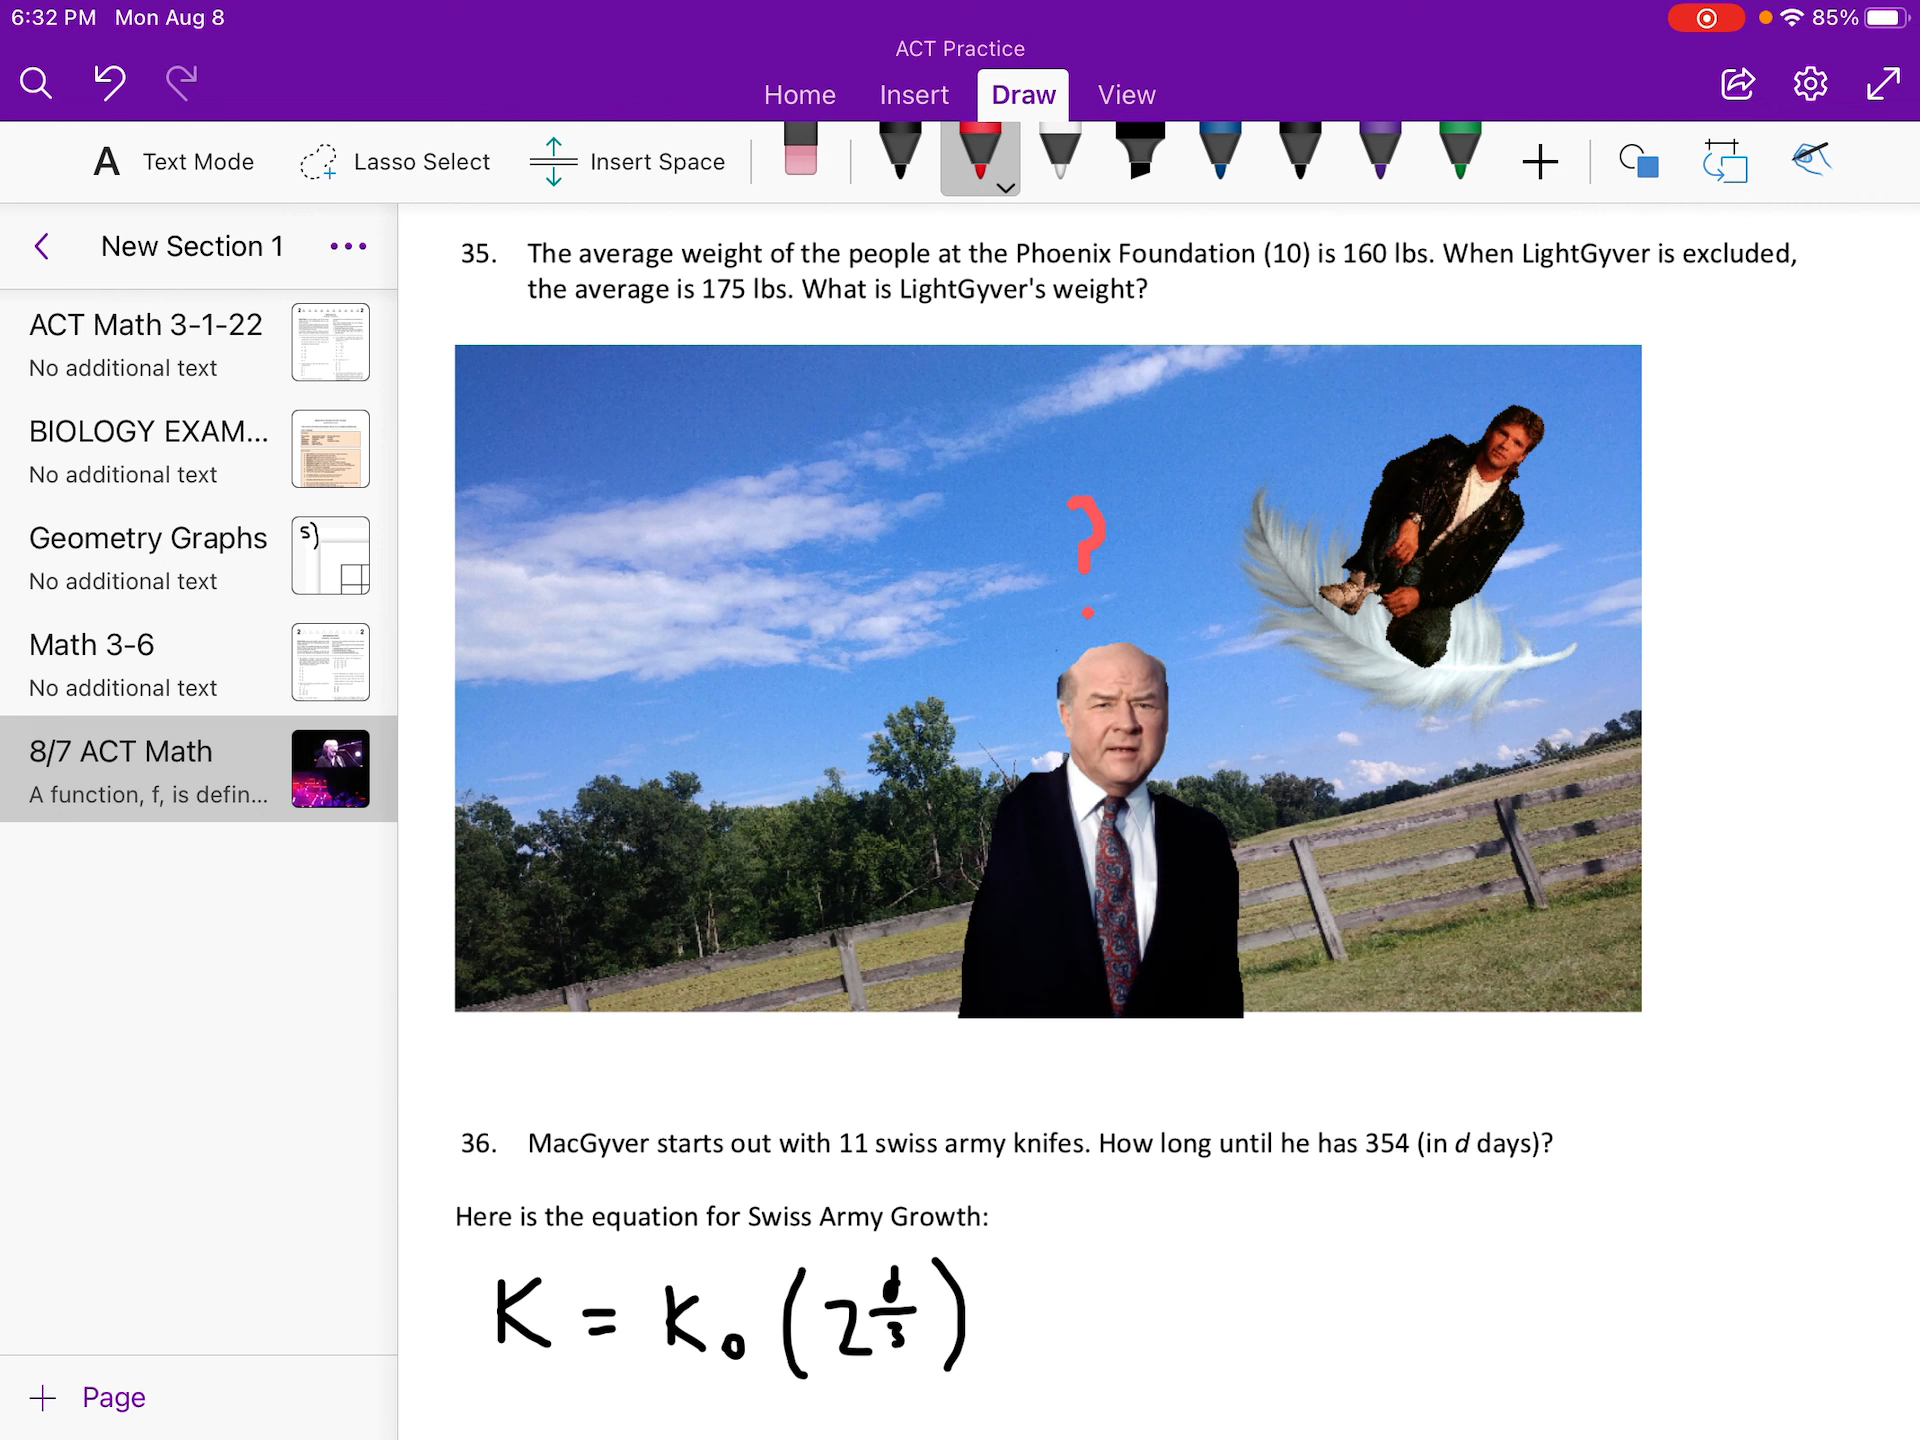 6:32 PM Mon Aug 8
85%
ACT Practice
Home Insert Draw View
A Text Mode Lasso Select Insert Space
New Section 1
ACT Math 3-1-22
No additional text
BIOLOGY EXAM...
No additional text
Geometry Graphs
No additional text
5)
Math 3-6
No additional text
8/7 ACT Math
A function, f, is defin...
+ Page
35. The average weight of the people at the Phoenix Foundation (10) is 160 lbs. When LightGyver is excluded,
the average is 175 lbs. What is LightGyver's weight?
?
36. MacGyver starts out with 11 swiss army knifes. How long until he has 354 (in d days)?
Here is the equation for Swiss Army Growth:
K = K₀ (2^(d/3))